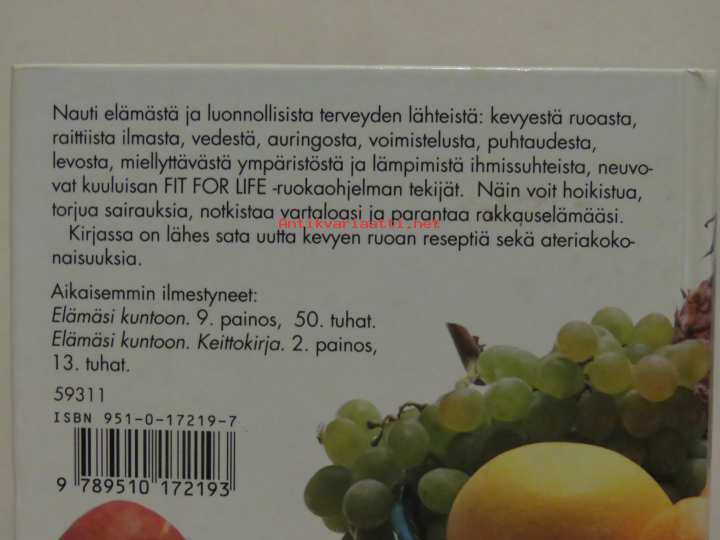 Nauti elämästä ja luonnollisista terveyden lähteistä: kevyestä ruoasta,
raittiista ilmasta, vedestä, auringosta, voimistelusta, puhtaudesta,
levosta, miellyttävästä ympäristöstä ja lämpimistä ihmissuhteista, neuvo-
vat kuuluisan FIT FOR LIFE -ruokaohjelman tekijät. Näin voit hoikistua,
torjua sairauksia, notkistaa vartaloasi ja parantaa rakkauselämääsi.
Antikvariaatti.net
Kirjassa on lähes sata uutta kevyen ruoan reseptiä sekä ateriakoko-
naisuuksia.
Aikaisemmin ilmestyneet:
Elämäsi kuntoon. 9. painos, 50. tuhat.
Elämäsi kuntoon. Keittokirja. 2. painos,
13. tuhat.
59311
ISBN 951-0-17219-7
9 789510 172193